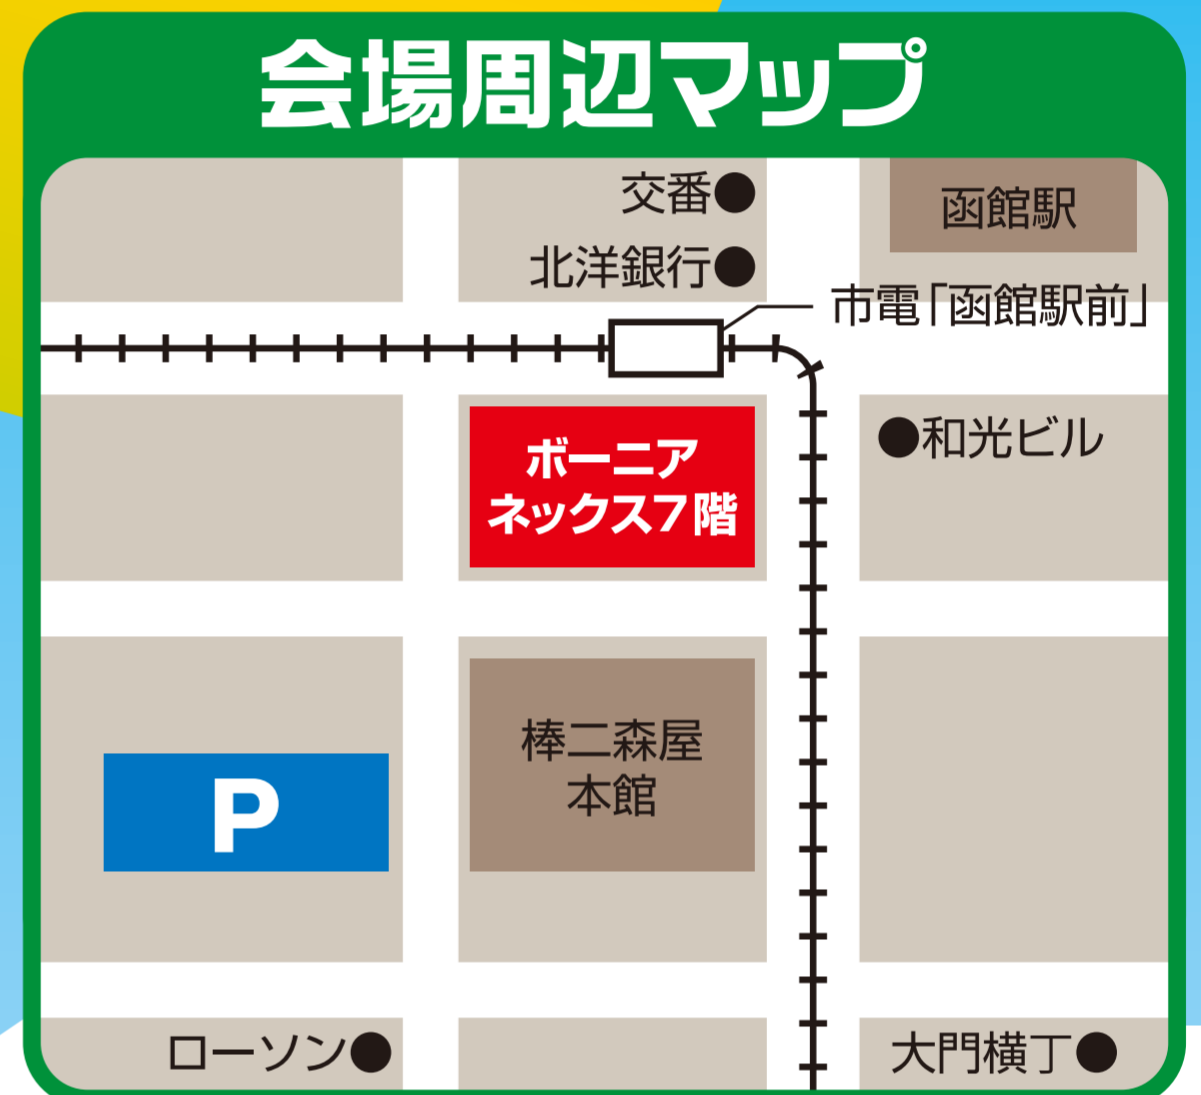 会場周辺マップ
交番●
函館駅
北洋銀行●
市電「函館駅前」
ボーニア
ネックス7階
●和光ビル
棒二森屋
本館
P
ローソン●
大門横丁●